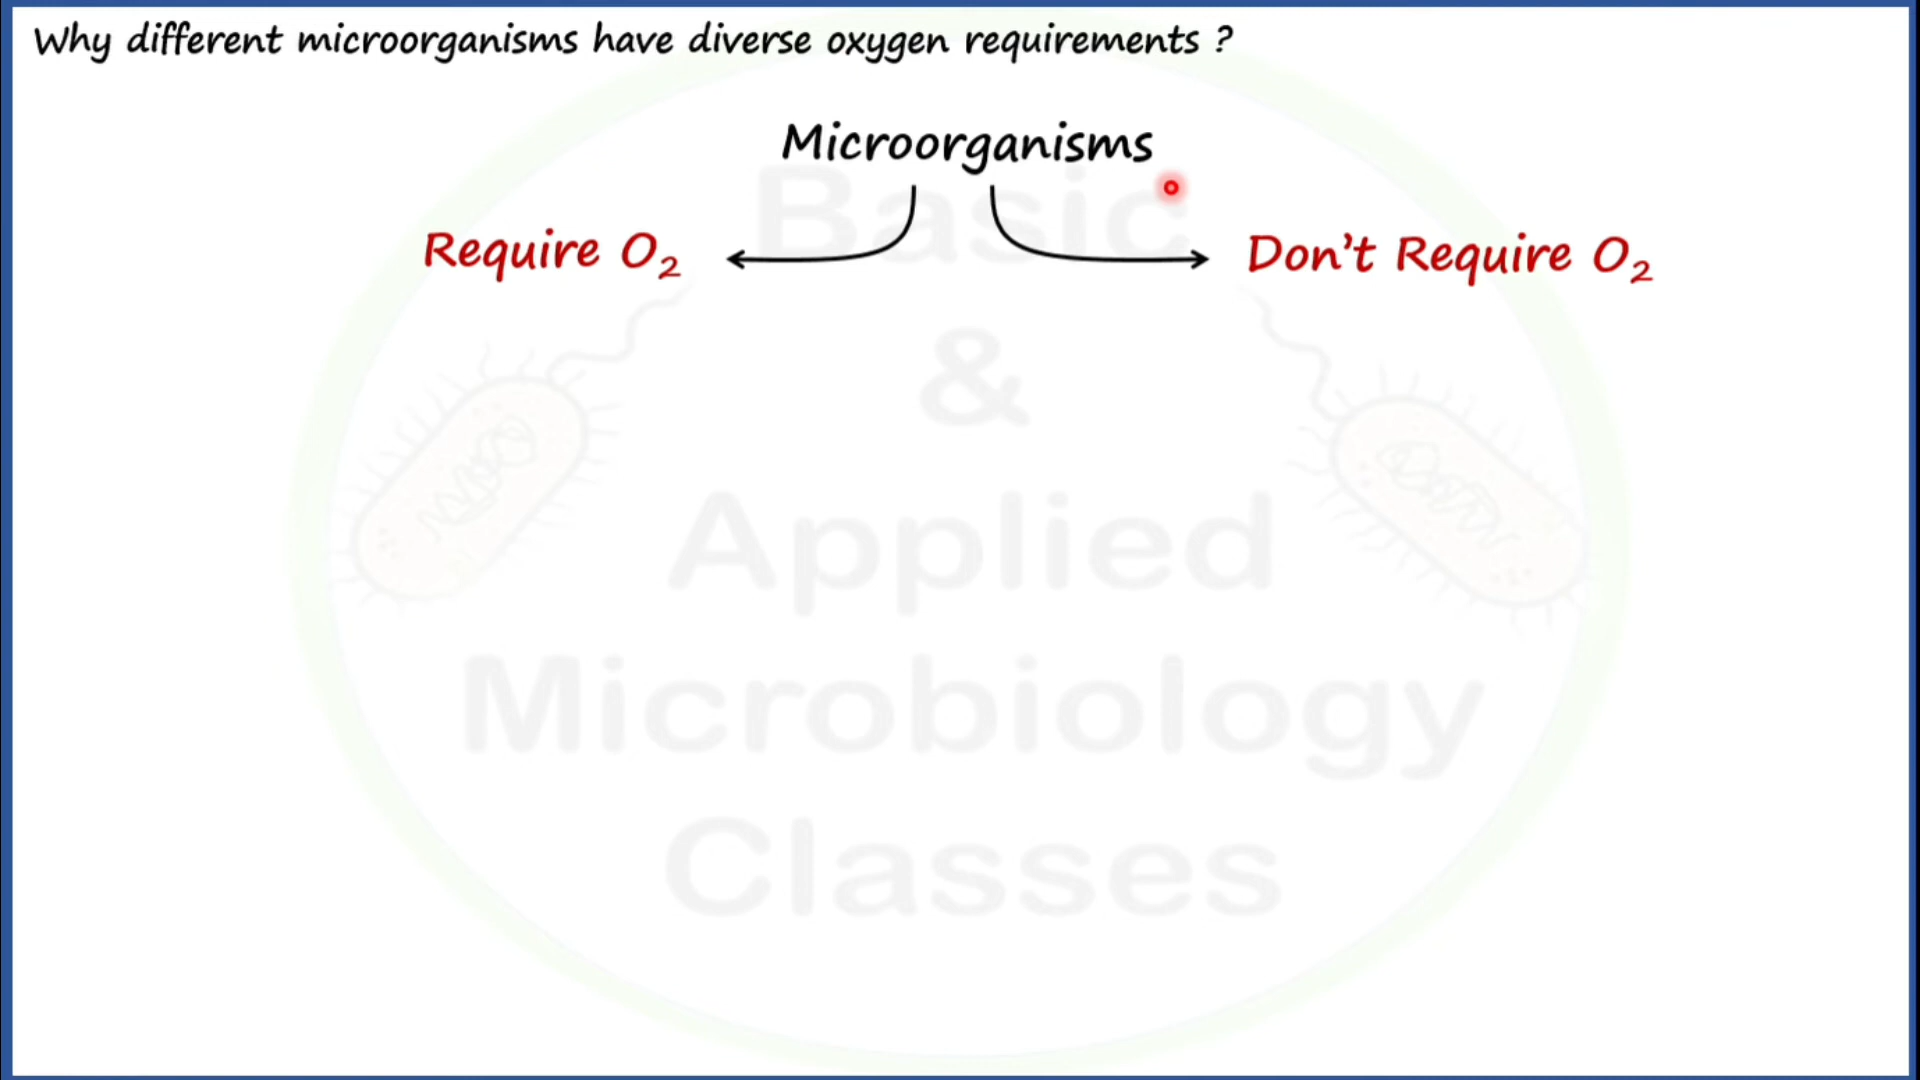 Why different microorganisms have diverse oxygen requirements ?
Microorganisms
Require O₂
Don't Require O₂
Basic
&
Applied
Microbiology
Classes